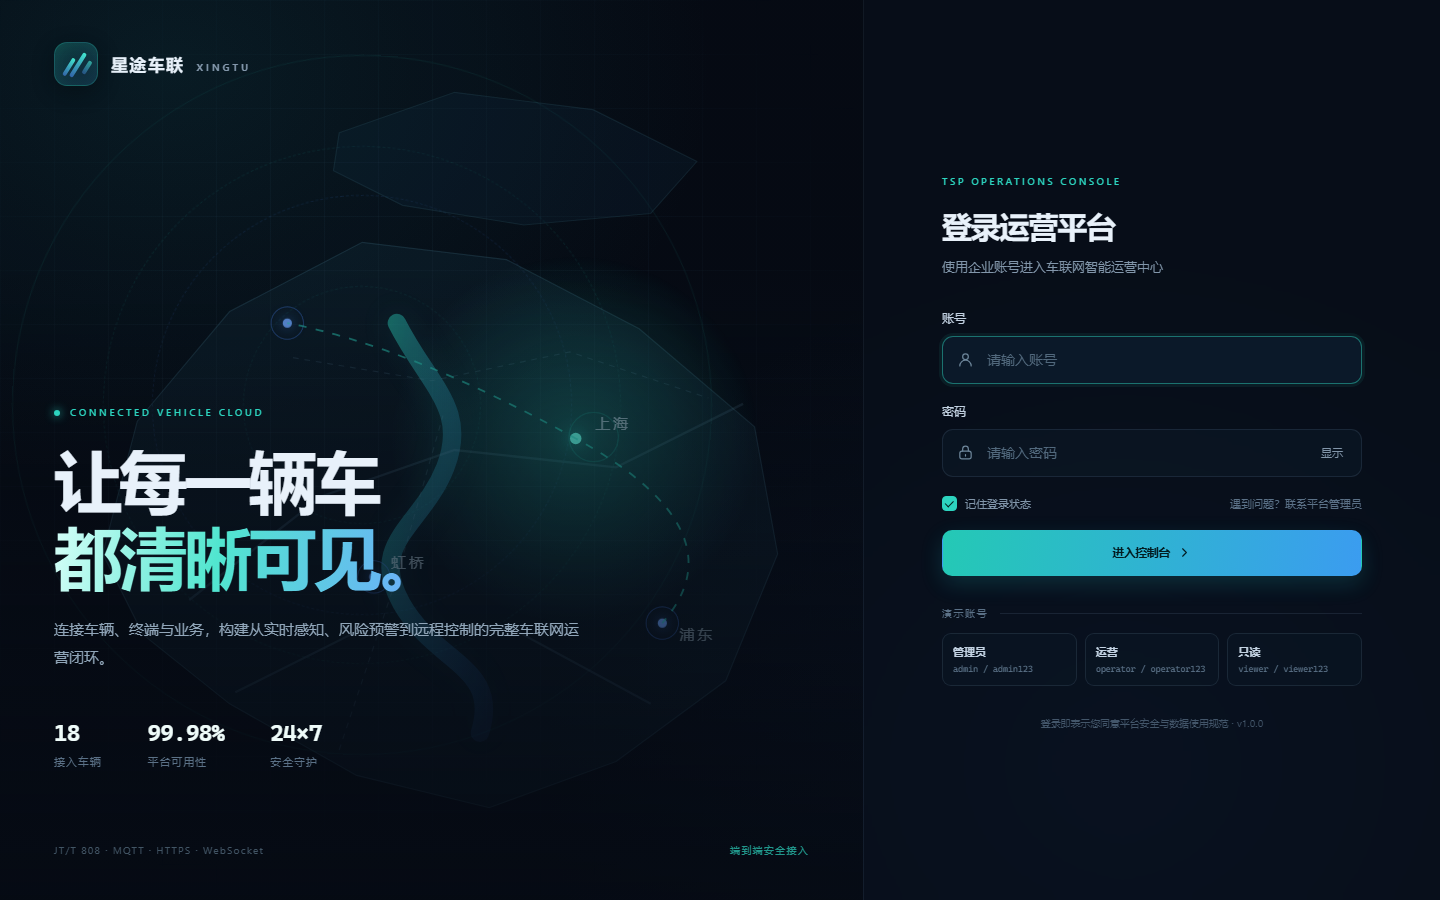 星途车联 XINGTU
CONNECTED VEHICLE CLOUD
让每一辆车
都清晰可见。
连接车辆、终端与业务，构建从实时感知、风险预警到远程控制的完整车联网运
营闭环。
18
接入车辆
99.98%
平台可用性
24×7
安全守护
上海
虹桥
浦东
JT/T 808 · MQTT · HTTPS · WebSocket
端到端安全接入
TSP OPERATIONS CONSOLE
登录运营平台
使用企业账号进入车联网智能运营中心
账号
请输入账号
密码
请输入密码
显示
记住登录状态
遇到问题？联系平台管理员
进入控制台
演示账号
管理员
admin / admin123
运营
operator / operator123
只读
viewer / viewer123
登录即表示您同意平台安全与数据使用规范 · v1.0.0